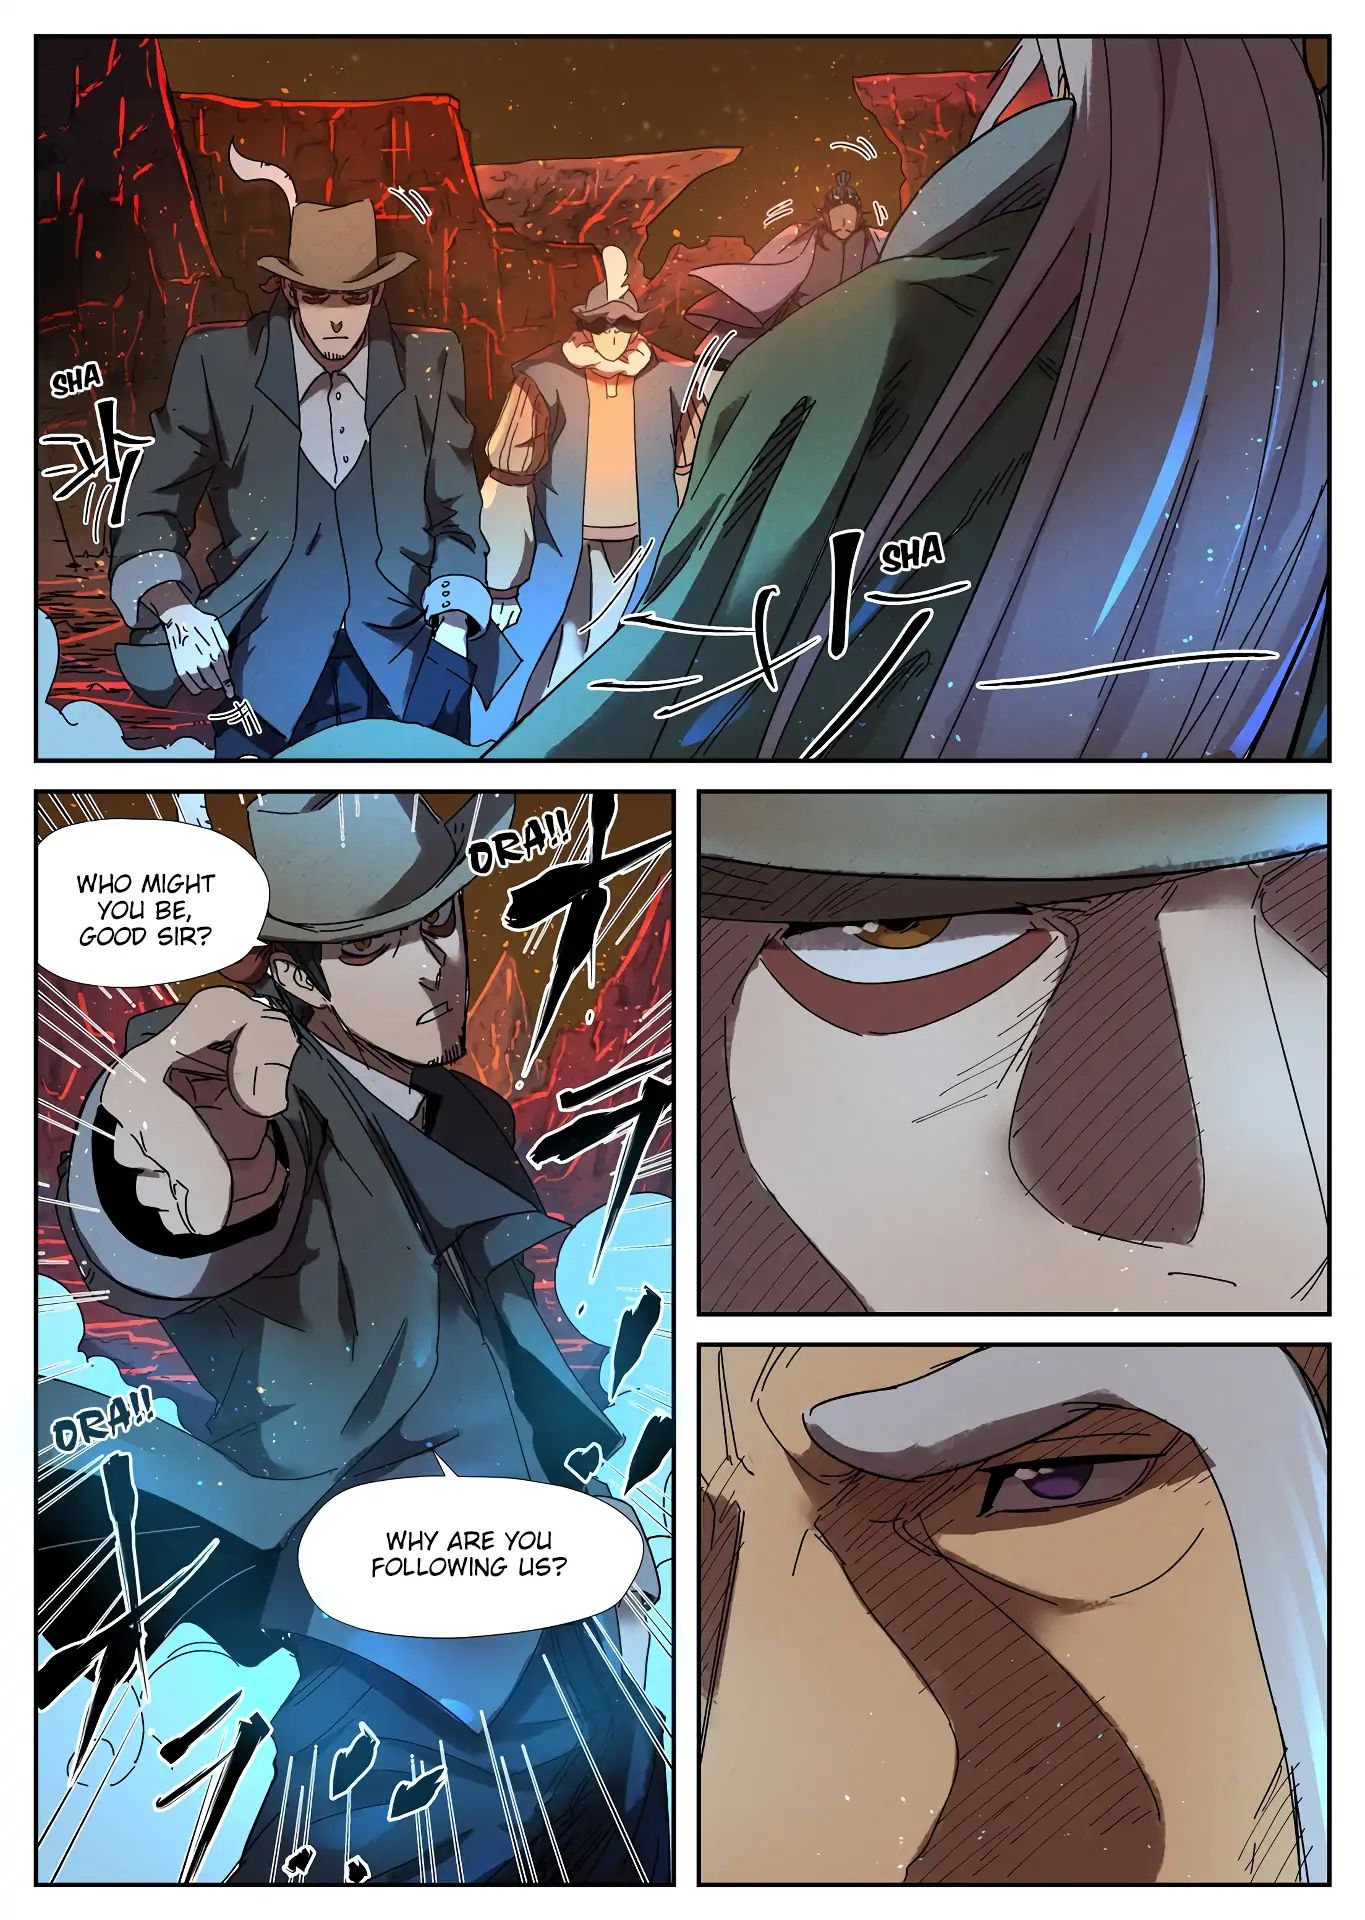 SHA
SHA
WHO MIGHT
YOU BE,
GOOD SIR?
ORA!!
ORA!!
WHY ARE YOU
FOLLOWING US?